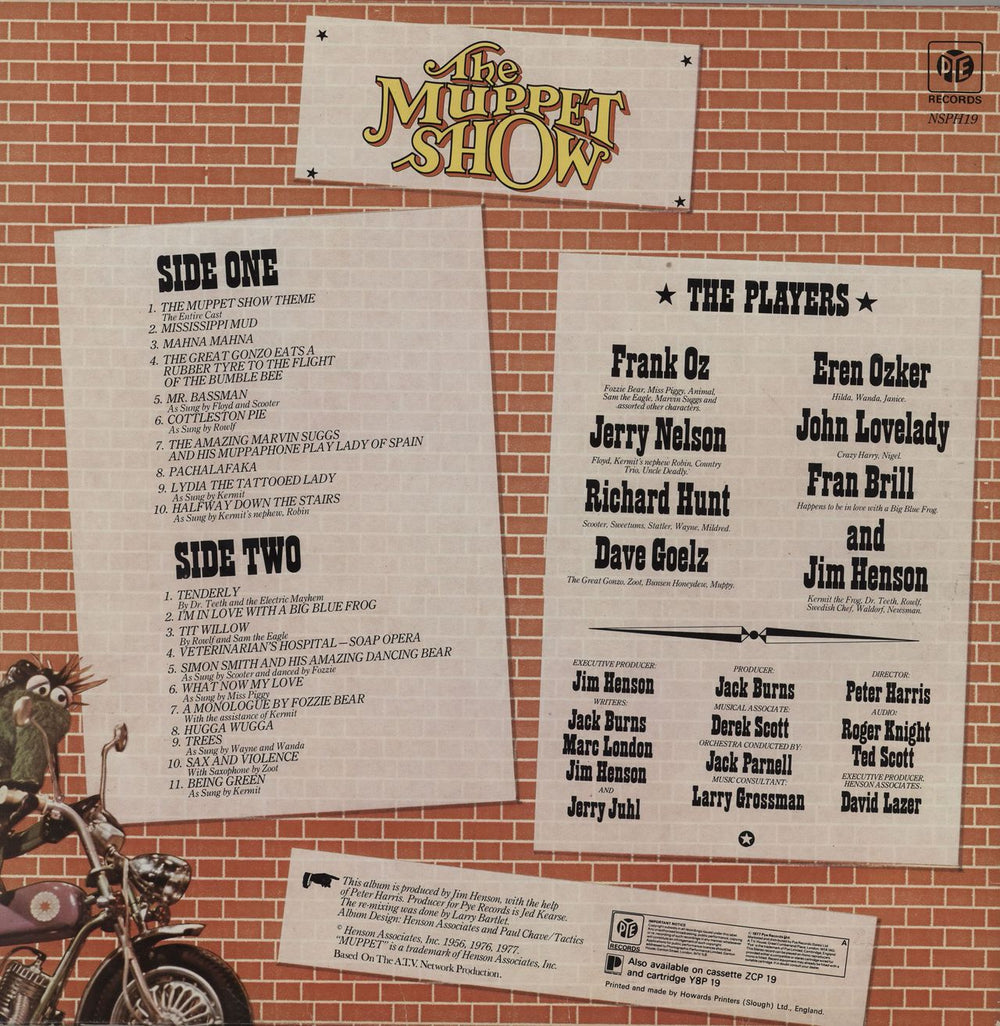 The
MUPPET
SHOW
PYE
RECORDS
NSPH19
SIDE ONE
1. THE MUPPET SHOW THEME
The Entire Cast
2. MISSISSIPPI MUD
3. MAHNA MAHNA
4. THE GREAT GONZO EATS A
RUBBER TYRE TO THE FLIGHT
OF THE BUMBLE BEE
5. MR. BASSMAN
As Sung by Floyd and Scooter
6. COTTLESTON PIE
As Sung by Rowlf
7. THE AMAZING MARVIN SUGGS
AND HIS MUPPAPHONE PLAY LADY OF SPAIN
8. PACHALAFAKA
9. LYDIA THE TATTOOED LADY
As Sung by Kermit
10. HALFWAY DOWN THE STAIRS
As Sung by Kermit's nephew, Robin
SIDE TWO
1. TENDERLY
By Dr. Teeth and the Electric Mayhem
2. I'M IN LOVE WITH A BIG BLUE FROG
3. TIT WILLOW
By Rowlf and Sam the Eagle
4. VETERINARIAN'S HOSPITAL – SOAP OPERA
5. SIMON SMITH AND HIS AMAZING DANCING BEAR
As Sung by Scooter and danced by Fozzie
6. WHAT NOW MY LOVE
As Sung by Miss Piggy
7. A MONOLOGUE BY FOZZIE BEAR
With the assistance of Kermit
8. HUGGA WUGGA
9. TREES
As Sung by Wayne and Wanda
10. SAX AND VIOLENCE
With Saxophone by Zoot
11. BEING GREEN
As Sung by Kermit
★ THE PLAYERS ★
Frank Oz
Fozzie Bear, Miss Piggy, Animal,
Sam the Eagle, Marvin Suggs and
assorted other characters.
Jerry Nelson
Floyd, Kermit's nephew Robin, Country
Trio, Uncle Deadly.
Richard Hunt
Scooter, Sweetums, Statler, Wayne, Mildred.
Dave Goelz
The Great Gonzo, Zoot, Bunsen Honeydew, Muppy.
Eren Ozker
Hilda, Wanda, Janice.
John Lovelady
Crazy Harry, Nigel.
Fran Brill
Happens to be in love with a Big Blue Frog.
and
Jim Henson
Kermit the Frog, Dr. Teeth, Rowlf,
Swedish Chef, Waldorf, Newsman.
EXECUTIVE PRODUCER:
Jim Henson
WRITERS:
Jack Burns
Marc London
Jim Henson
AND
Jerry Juhl
PRODUCER:
Jack Burns
MUSICAL ASSOCIATE:
Derek Scott
ORCHESTRA CONDUCTED BY:
Jack Parnell
MUSIC CONSULTANT:
Larry Grossman
DIRECTOR:
Peter Harris
AUDIO:
Roger Knight
Ted Scott
EXECUTIVE PRODUCER,
HENSON ASSOCIATES.
David Lazer
This album is produced by Jim Henson, with the help
of Peter Harris. Producer for Pye Records is Jed Kearse.
The re-mixing was done by Larry Bartlet.
Album Design: Henson Associates and Paul Chave/Tactics
© Henson Associates, Inc. 1956, 1976, 1977.
"MUPPET" is a trademark of Henson Associates, Inc.
Based On The A.T.V. Network Production.
PYE
RECORDS
IMPORTANT NOTICE
A
Also available on cassette ZCP 19
and cartridge Y8P 19
Printed and made by Howards Printers (Slough) Ltd., England.